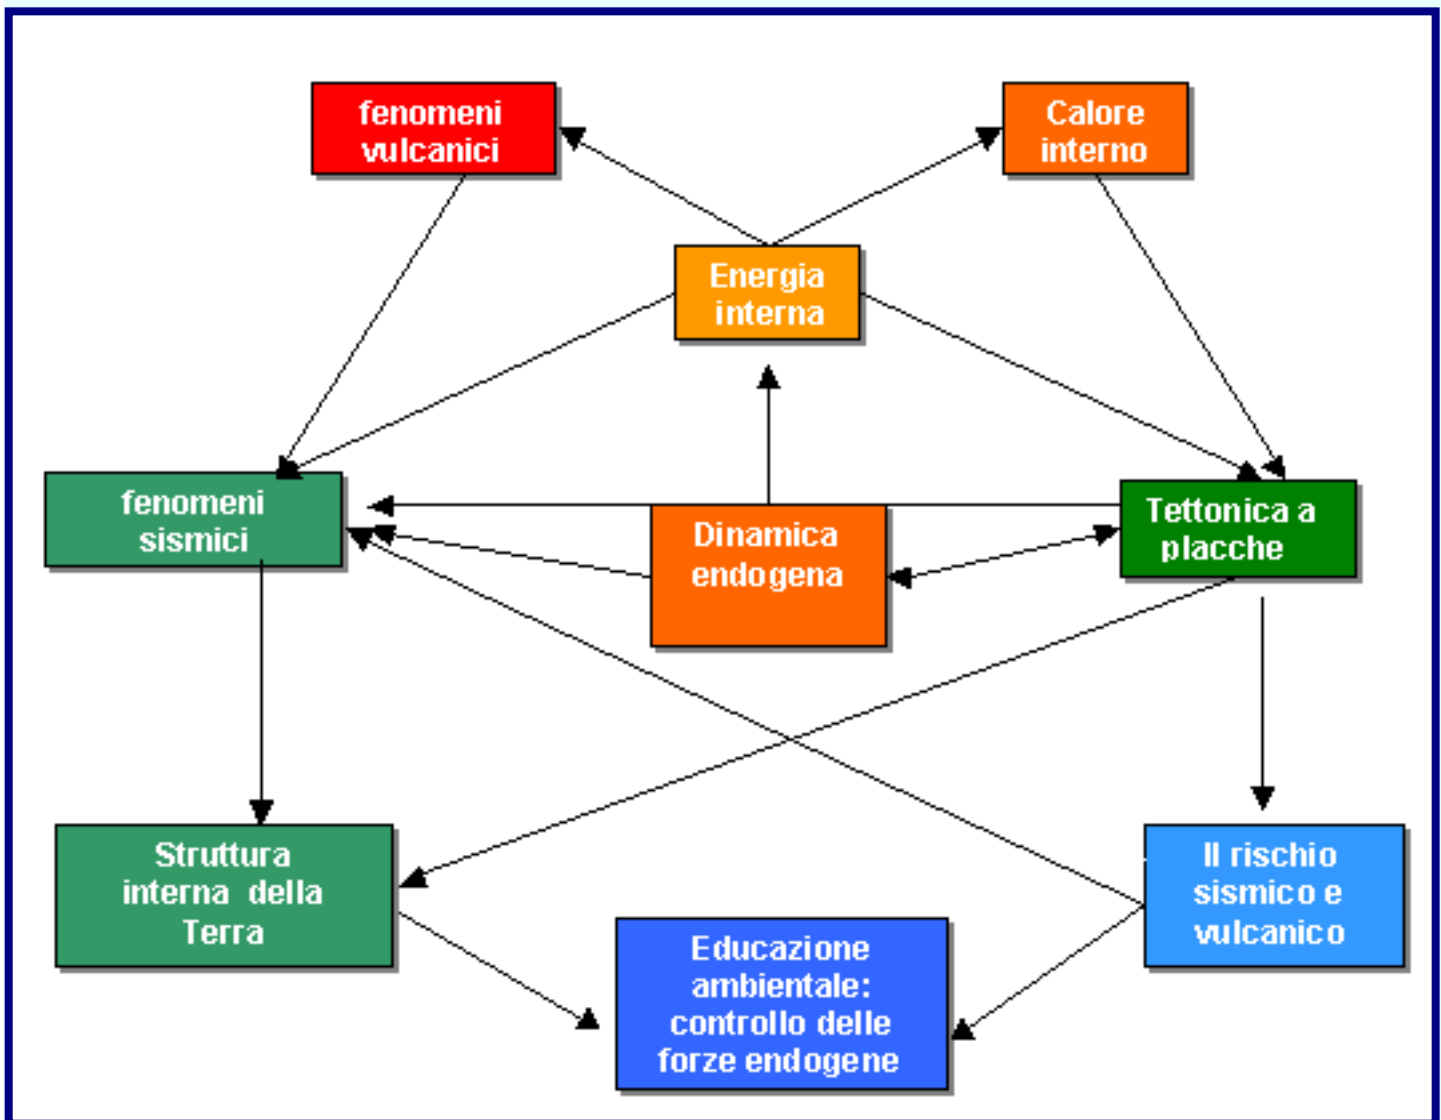 fenomeni
vulcanici
Calore
interno
Energia
interna
fenomeni
sismici
Dinamica
endogena
Tettonica a
placche
Struttura
interna della
Terra
Il rischio
sismico e
vulcanico
Educazione
ambientale:
controllo delle
forze endogene